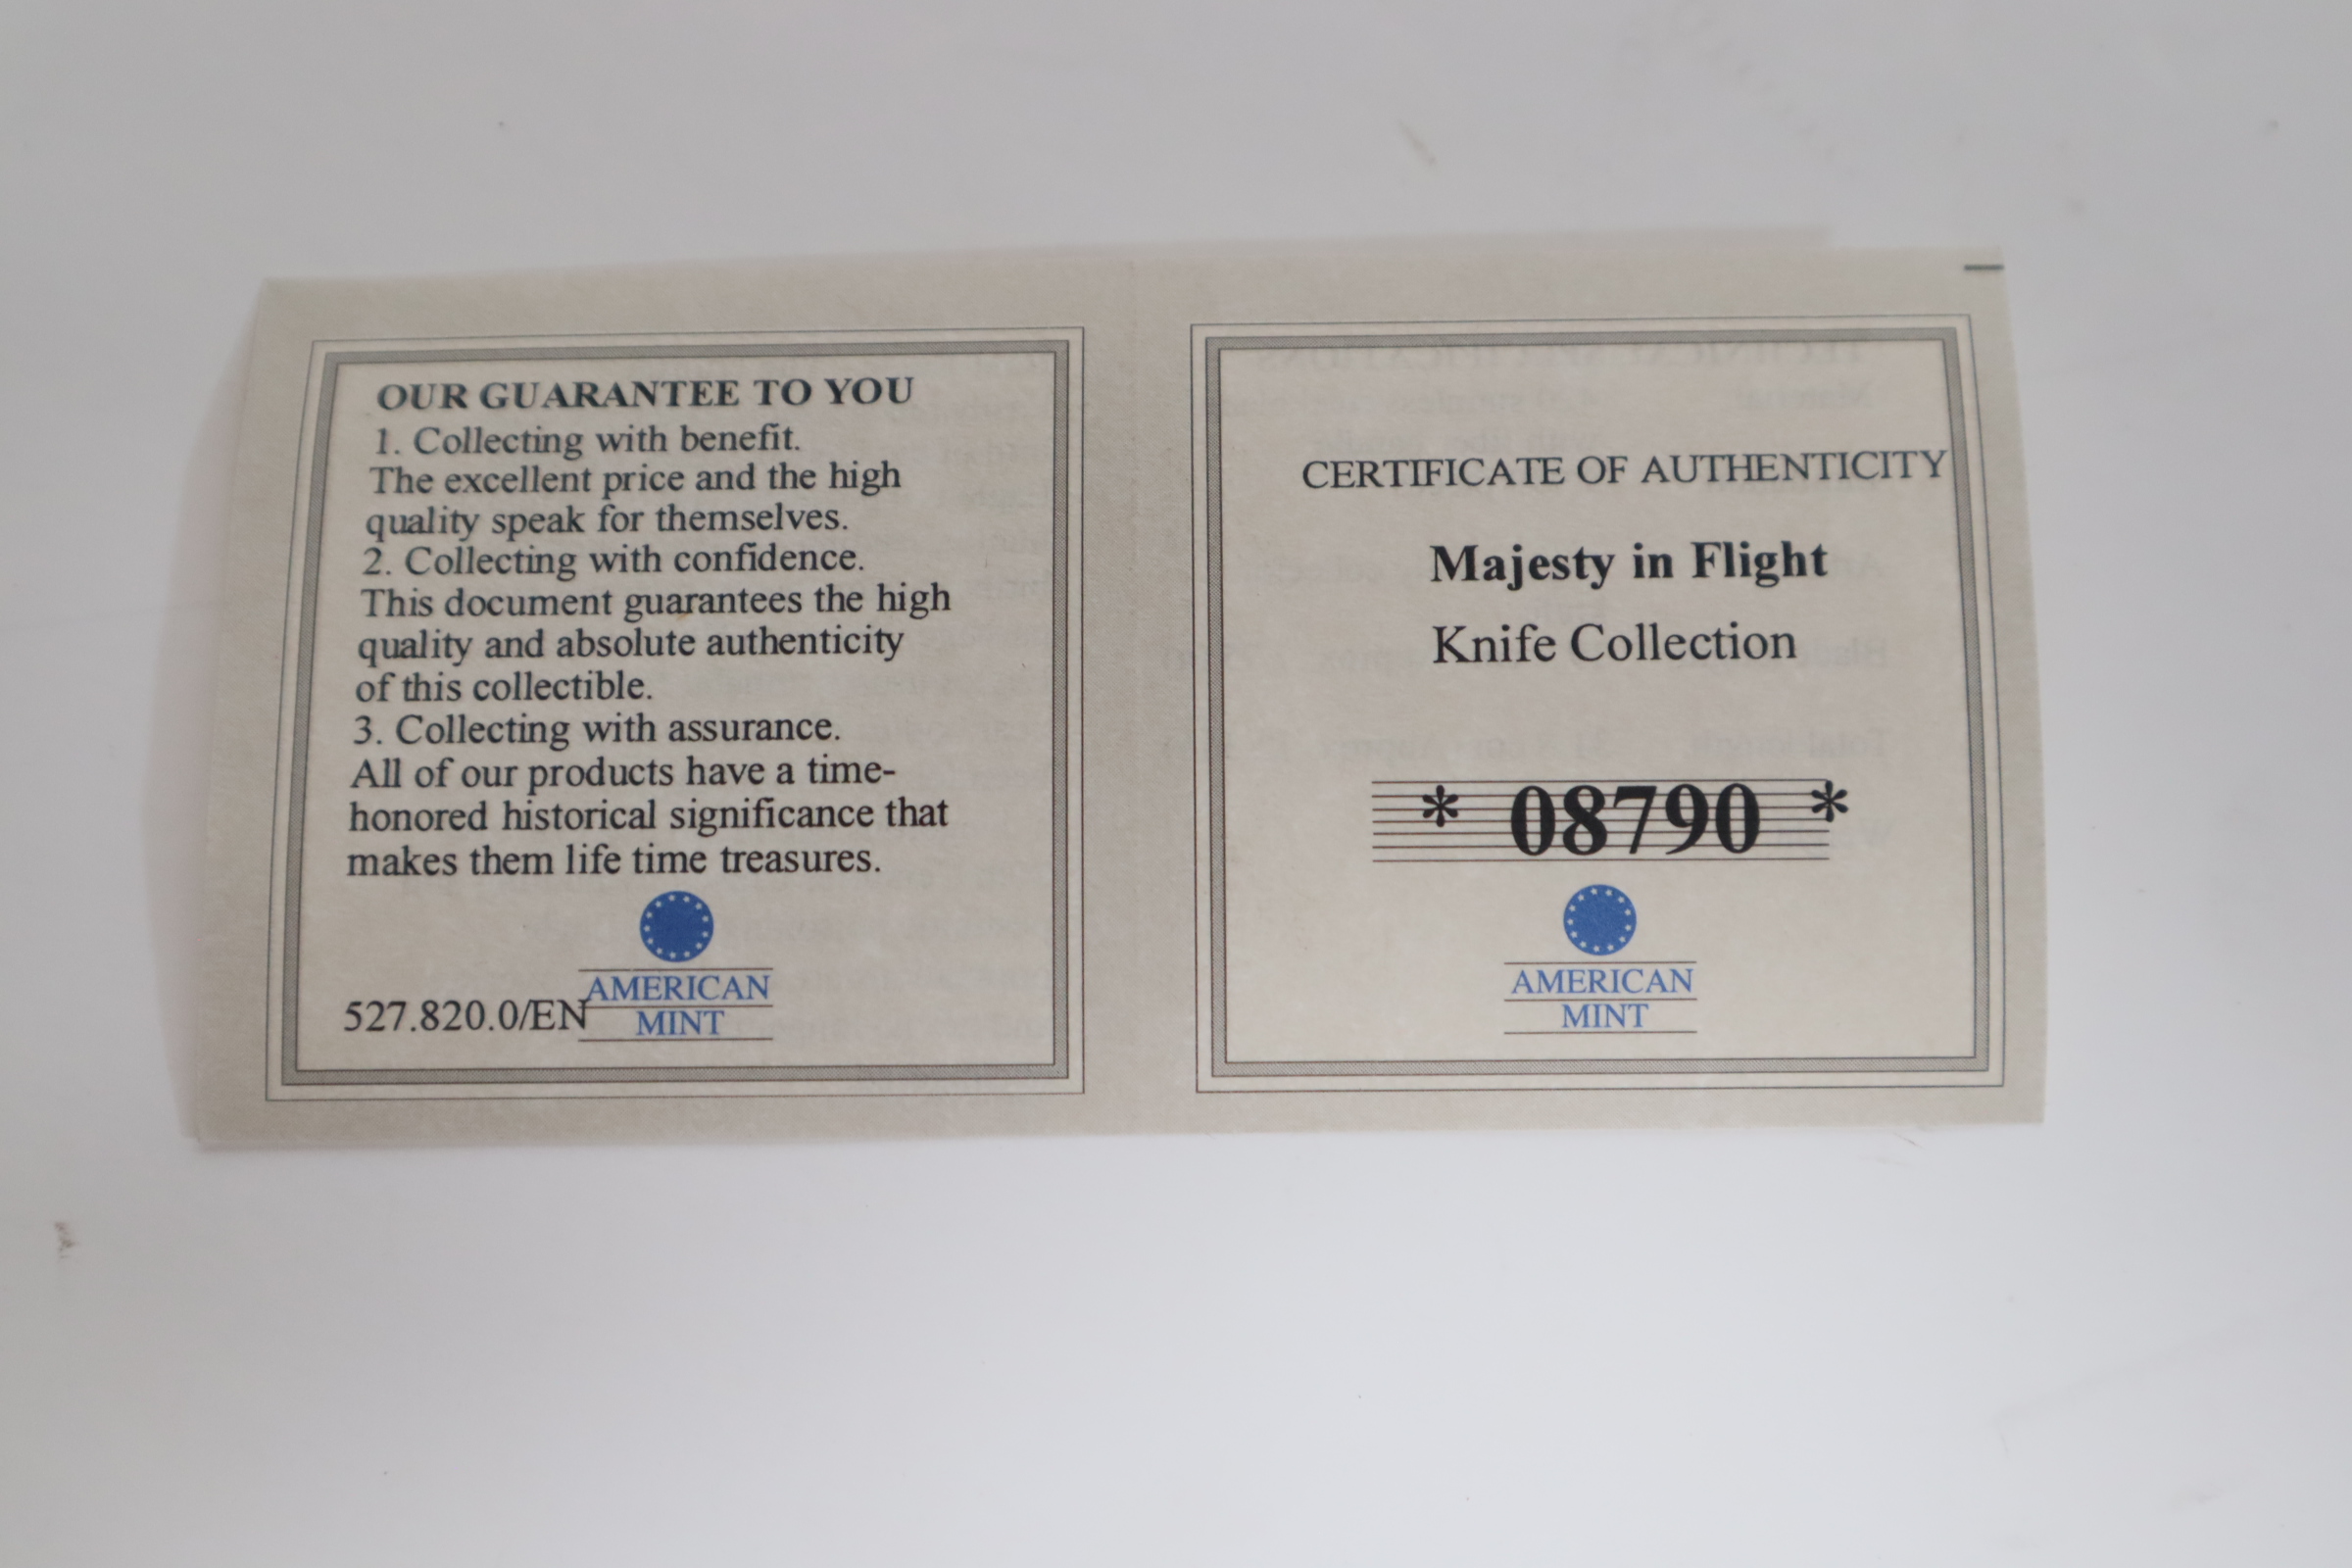 OUR GUARANTEE TO YOU
1. Collecting with benefit.
The excellent price and the high
quality speak for themselves.
2. Collecting with confidence.
This document guarantees the high
quality and absolute authenticity
of this collectible.
3. Collecting with assurance.
All of our products have a time-
honored historical significance that
makes them life time treasures.
527.820.0/EN
AMERICAN
MINT
CERTIFICATE OF AUTHENTICITY
Majesty in Flight
Knife Collection
* 08790 *
AMERICAN
MINT